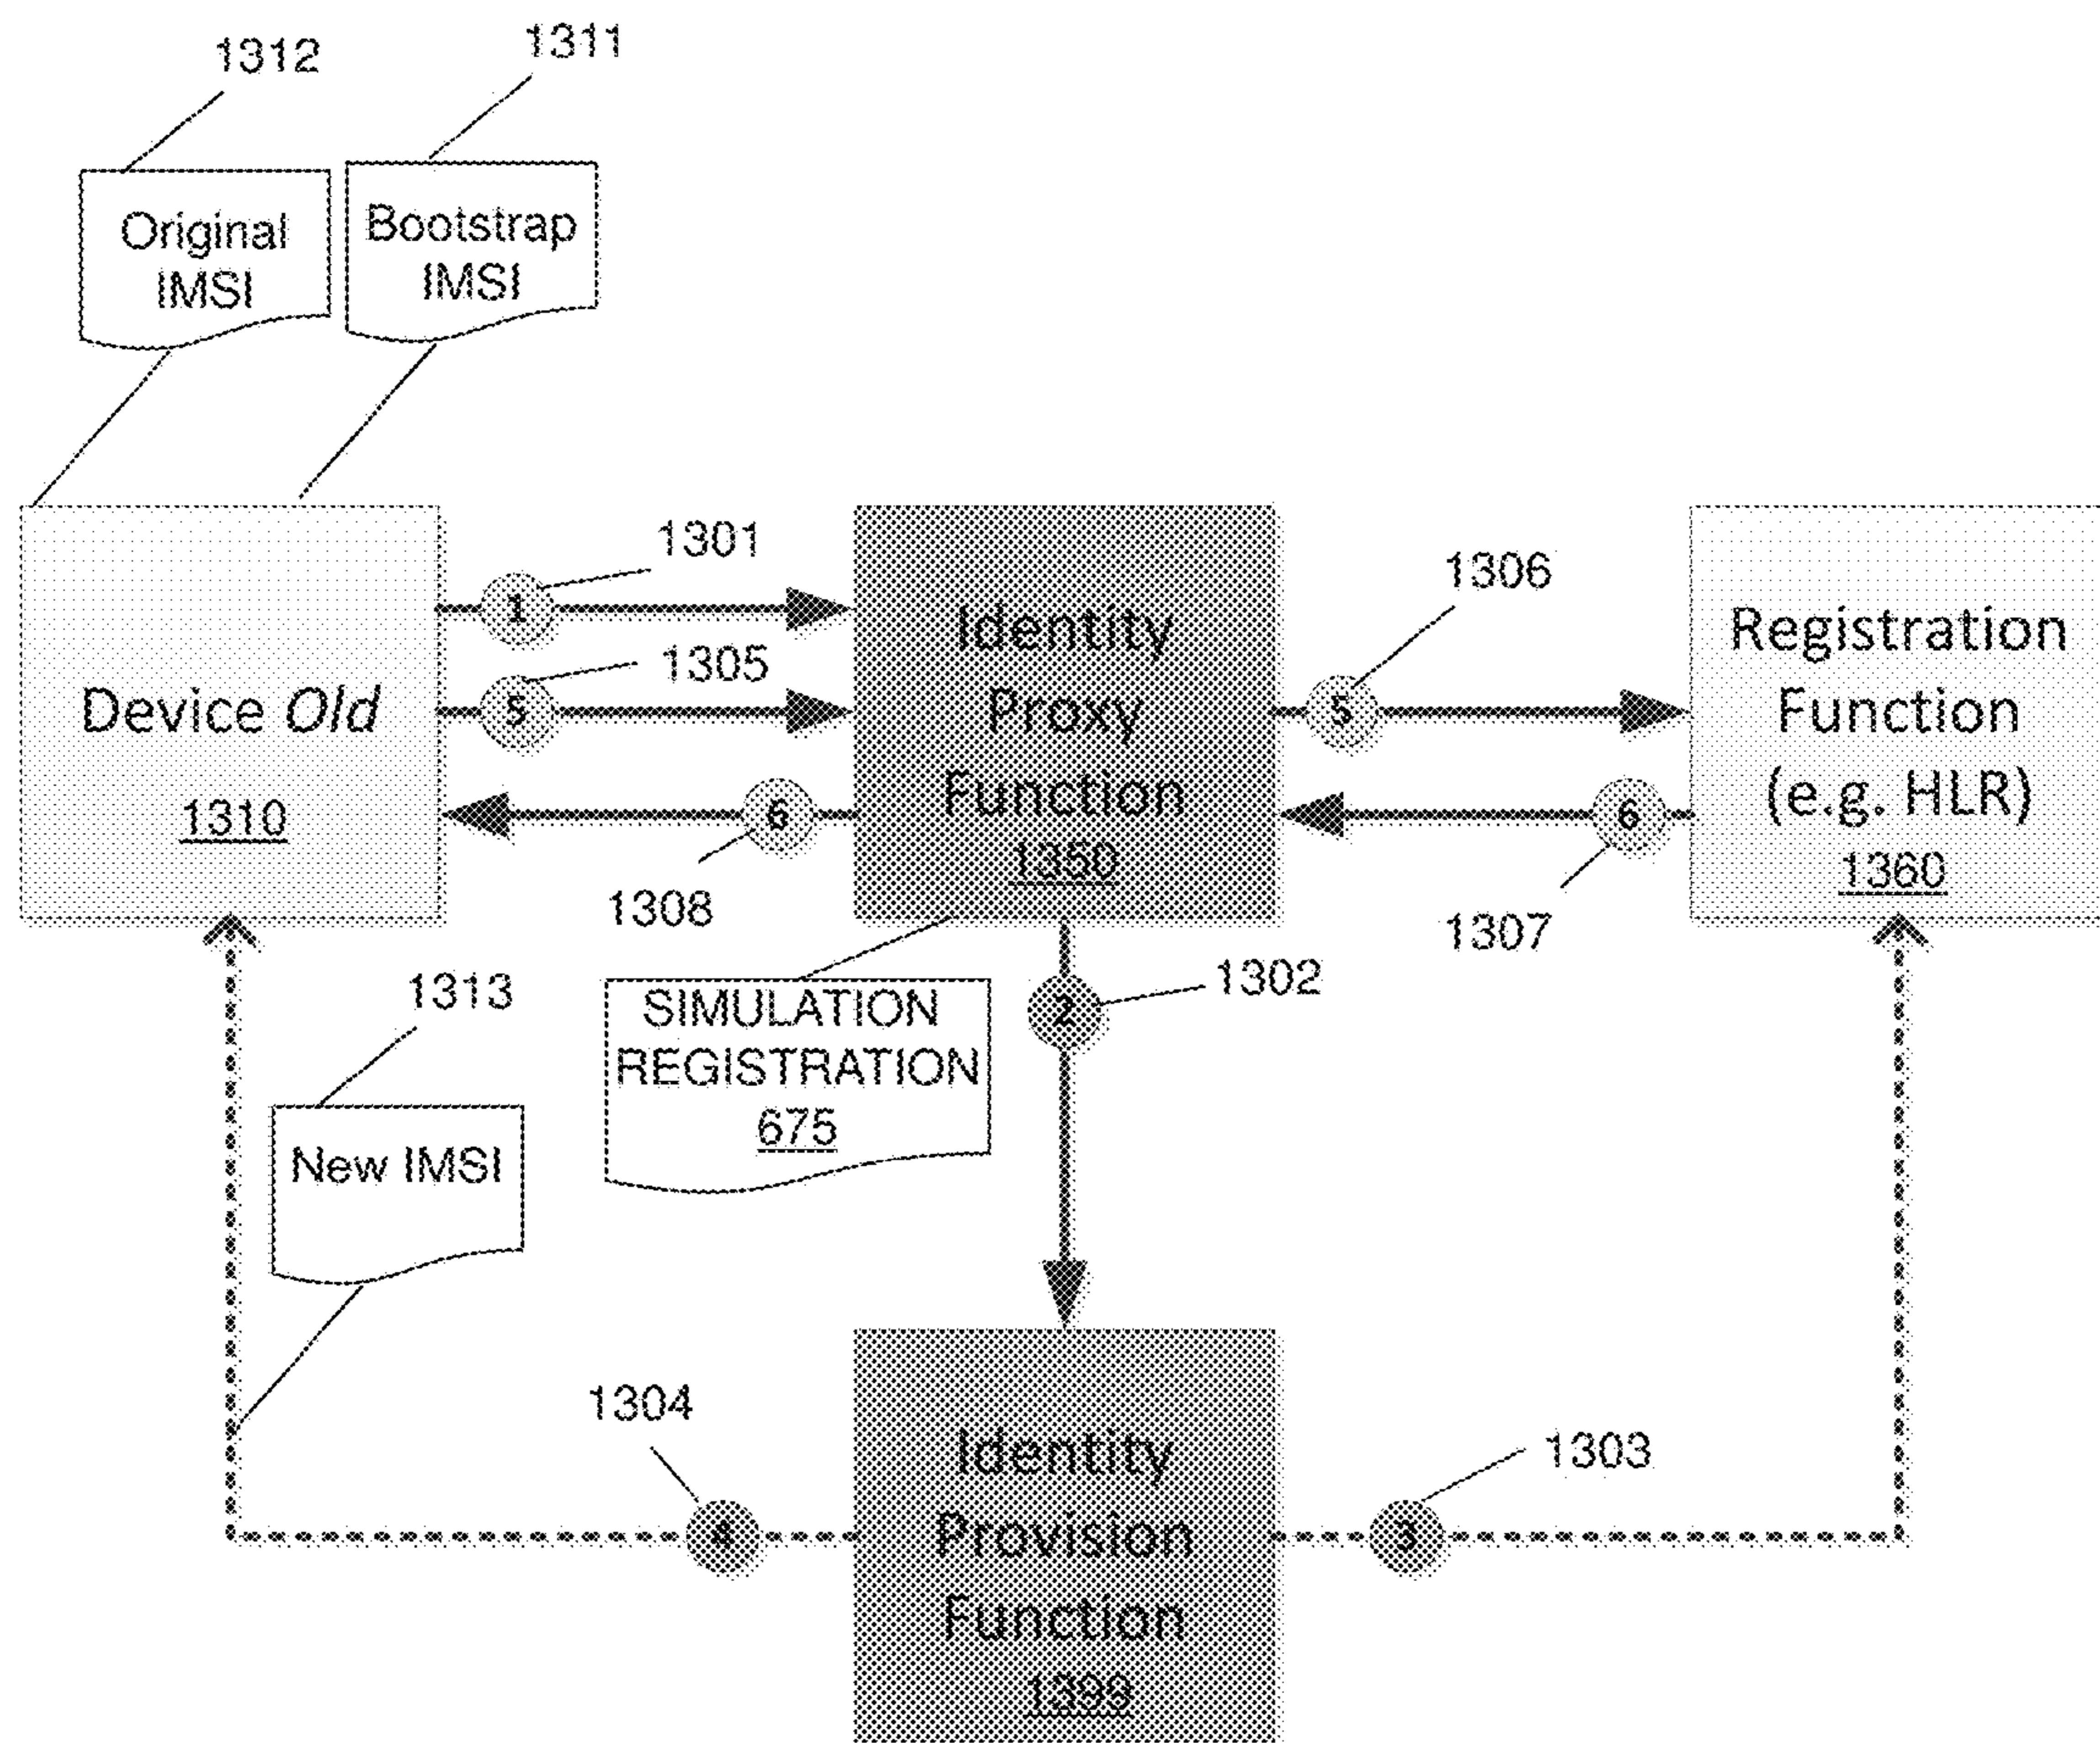 1312
1311
Original
IMSI
Bootstrap
IMSI
1301
1306
1
Identity
Proxy
Function
1350
Registration
Function
(e.g. HLR)
1360
1305
Device Old
1310
5
5
6
6
1308
1307
1313
SIMULATION
REGISTRATION
675
2
1302
New IMSI
1304
1303
4
Identity
Provision
Function
1399
3